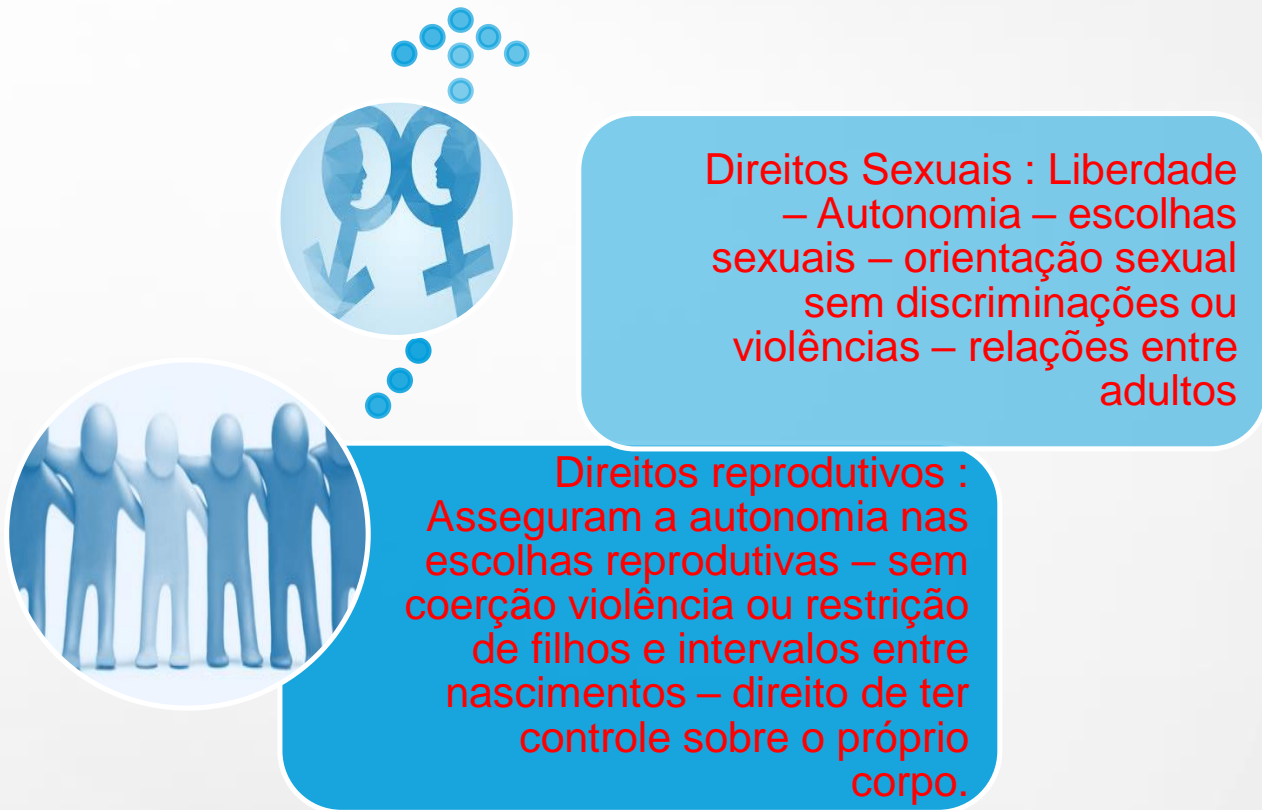 Direitos Sexuais : Liberdade
– Autonomia – escolhas
sexuais – orientação sexual
sem discriminações ou
violências – relações entre
adultos
Direitos reprodutivos :
Asseguram a autonomia nas
escolhas reprodutivas – sem
coerção violência ou restrição
de filhos e intervalos entre
nascimentos – direito de ter
controle sobre o próprio
corpo.